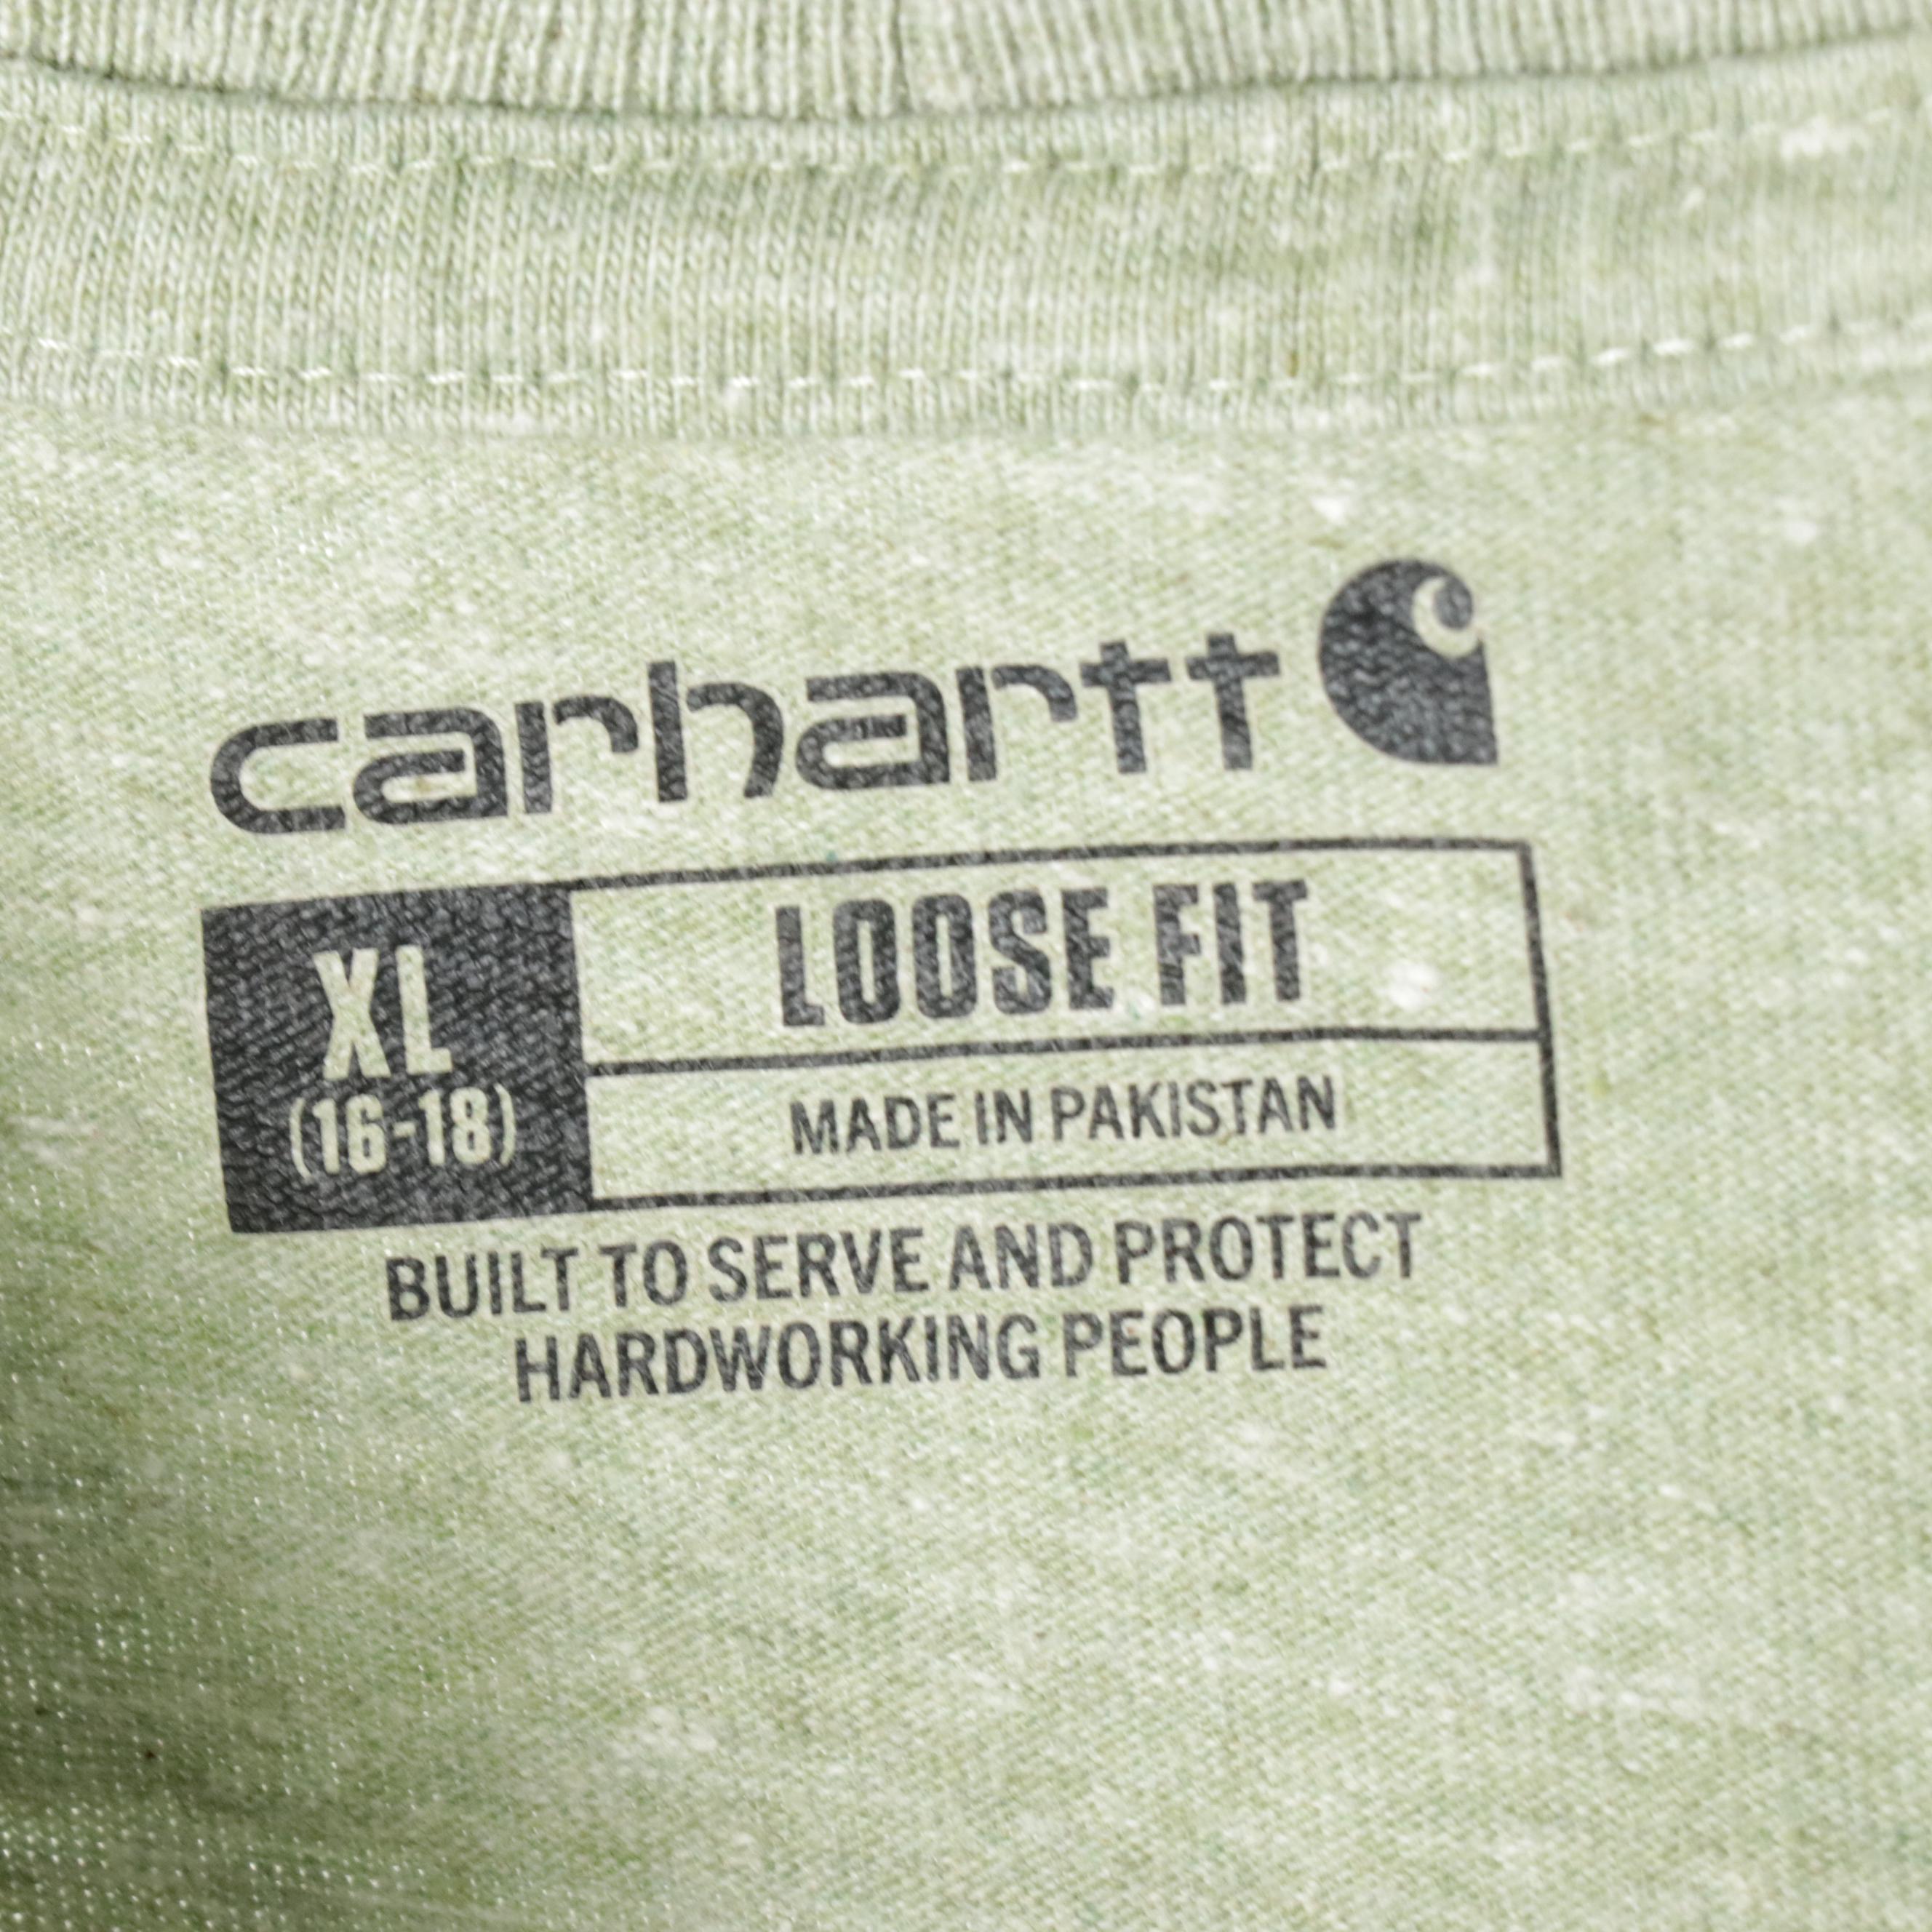 carhartt
XL
(16-18)
LOOSE FIT
MADE IN PAKISTAN
BUILT TO SERVE AND PROTECT
HARDWORKING PEOPLE